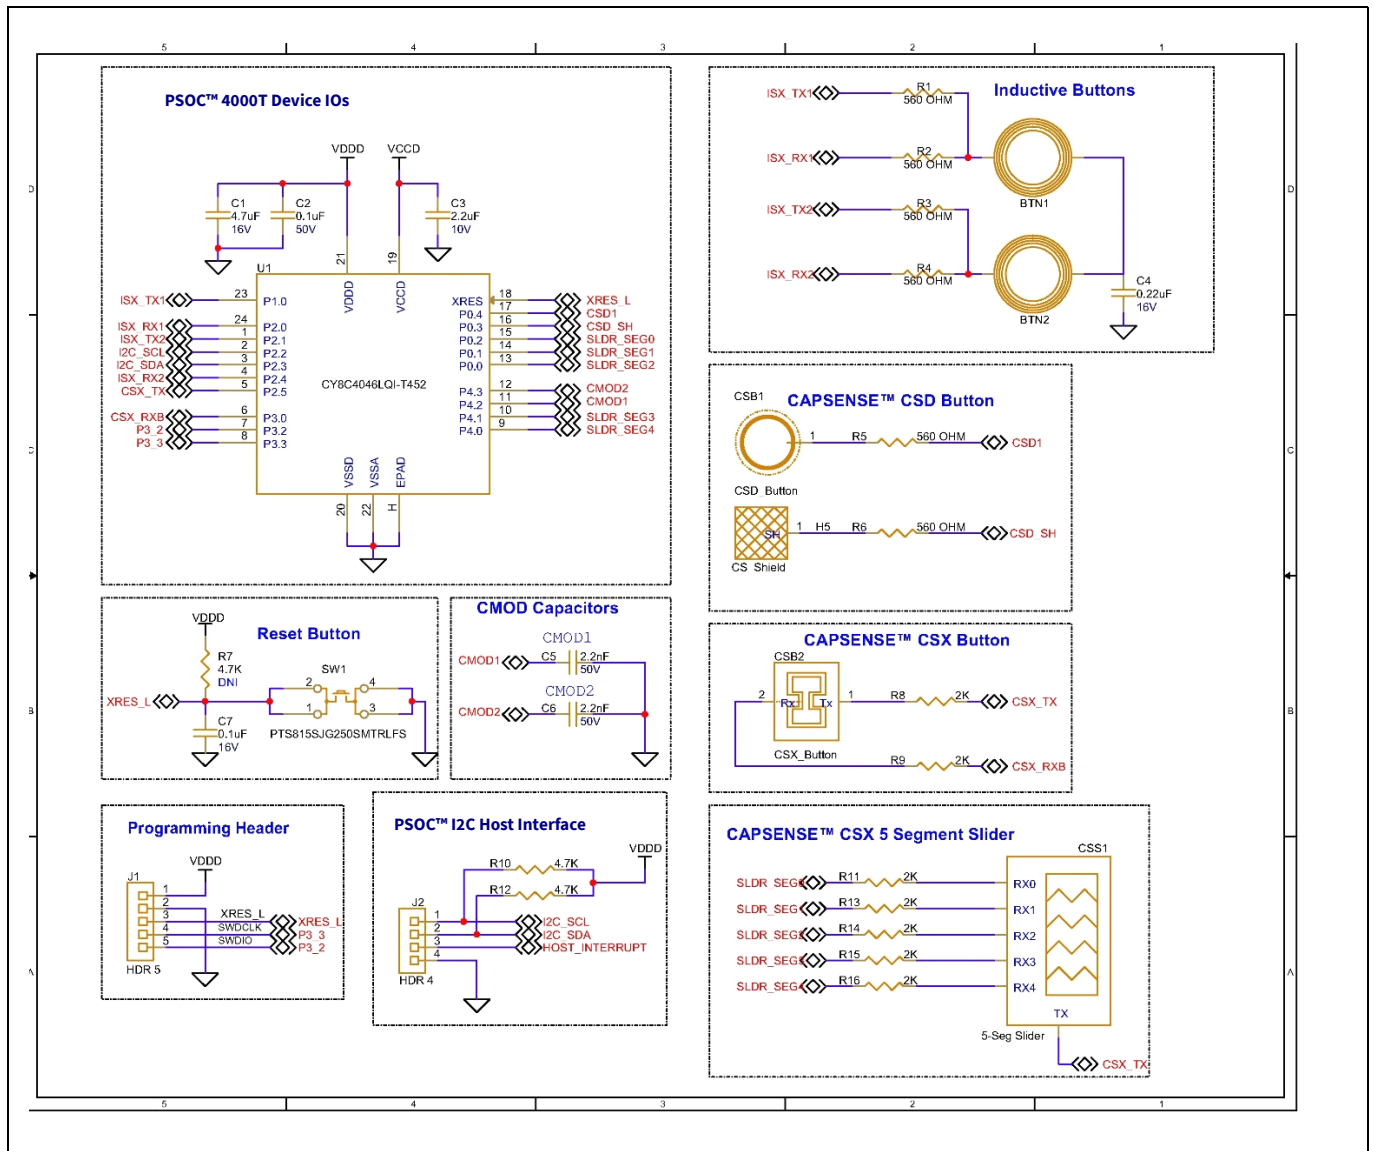 5 4 3 2 1
PSOC™ 4000T Device IOs
VDDD VCCD
C1
4.7uF
16V
C2
0.1uF
50V
C3
2.2uF
10V
U1
21 VDDD
19 VCCD
ISX_TX1 23 P1.0
ISX_RX1 24 P2.0
ISX_TX2 1 P2.1
I2C_SCL 2 P2.2
I2C_SDA 3 P2.3
ISX_RX2 4 P2.4
CSX_TX 5 P2.5
CSX_RXB 6 P3.0
P3_2 7 P3.2
P3_3 8 P3.3
CY8C4046LQI-T452
XRES 18 XRES_L
P0.4 17 CSD1
P0.3 16 CSD_SH
P0.2 15 SLDR_SEG0
P0.1 14 SLDR_SEG1
P0.0 13 SLDR_SEG2
P4.3 12 CMOD2
P4.2 11 CMOD1
P4.1 10 SLDR_SEG3
P4.0 9 SLDR_SEG4
VSSD VSSA EPAD
20 22 H
Inductive Buttons
ISX_TX1 R1 560 OHM
ISX_RX1 R2 560 OHM
BTN1
ISX_TX2 R3 560 OHM
ISX_RX2 R4 560 OHM
BTN2
C4
0.22uF
16V
CAPSENSE™ CSD Button
CSB1
1 R5 560 OHM CSD1
CSD_Button
SH 1 H5 R6 560 OHM CSD_SH
CS_Shield
Reset Button
VDDD
R7
4.7K
DNI
XRES_L
C7
0.1uF
16V
SW1
2 4
1 3
PTS815SJG250SMTRLFS
CMOD Capacitors
CMOD1
CMOD1 C5 2.2nF
50V
CMOD2
CMOD2 C6 2.2nF
50V
CAPSENSE™ CSX Button
CSB2
2 Rx Tx 1 R8 2K CSX_TX
CSX_Button
R9 2K CSX_RXB
Programming Header
VDDD
J1
1
2
3 XRES_L XRES_L
4 SWDCLK P3_3
5 SWDIO P3_2
HDR 5
PSOC™ I2C Host Interface
VDDD
R10 4.7K
R12 4.7K
J2
1 I2C_SCL
2 I2C_SDA
3 HOST_INTERRUPT
4
HDR 4
CAPSENSE™ CSX 5 Segment Slider
CSS1
SLDR_SEG R11 2K RX0
SLDR_SEG R13 2K RX1
SLDR_SEG R14 2K RX2
SLDR_SEG R15 2K RX3
SLDR_SEG R16 2K RX4
TX
5-Seg Slider
CSX_TX
D
C
B
A
D
C
B
A
5 4 3 2 1